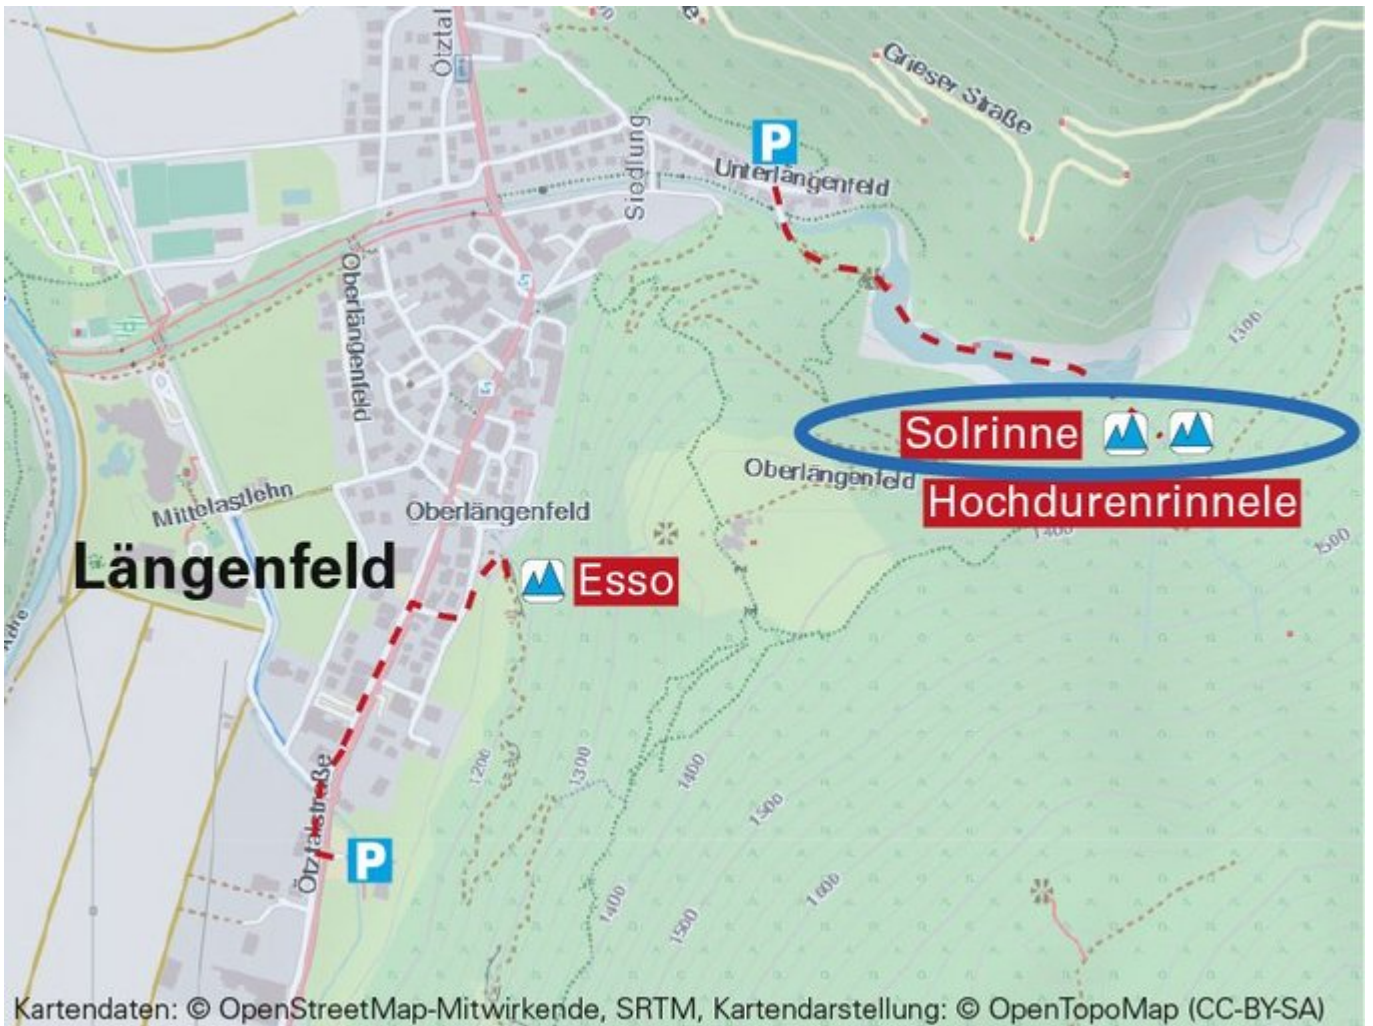 Ötztal
Grieser Straße
P
Siedlung
Unterlängenfeld
Oberlängenfeld
1300
Solrinne
Oberlängenfeld
Hochdurenrinnele
Mittelastlehn
Oberlängenfeld
1400
1500
Längenfeld
Esso
1200
1300
1400
1500
Ötztalstraße
P
1400
1500
1600
Kartendaten: © OpenStreetMap-Mitwirkende, SRTM, Kartendarstellung: © OpenTopoMap (CC-BY-SA)